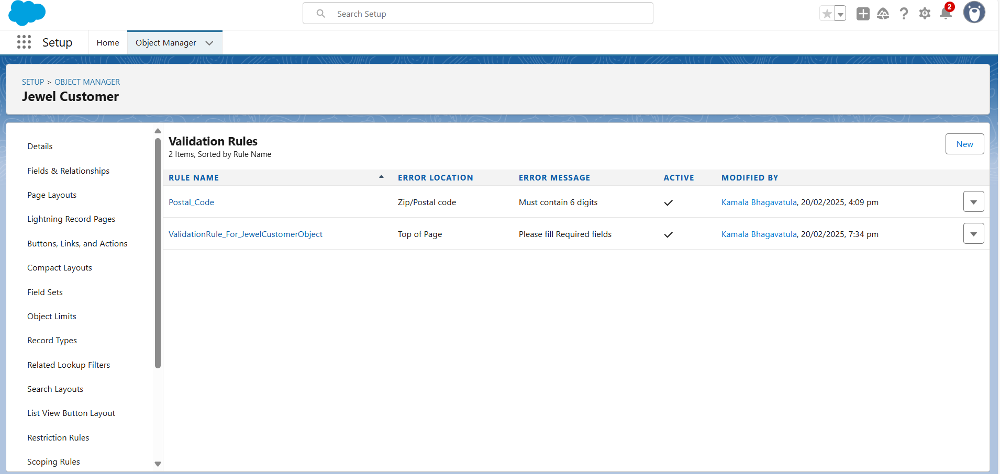 Search Setup
2
Setup
Home
Object Manager
SETUP > OBJECT MANAGER
Jewel Customer
Details
Fields & Relationships
Page Layouts
Lightning Record Pages
Buttons, Links, and Actions
Compact Layouts
Field Sets
Object Limits
Record Types
Related Lookup Filters
Search Layouts
List View Button Layout
Restriction Rules
Scoping Rules
Validation Rules
2 Items, Sorted by Rule Name
New
RULE NAME ERROR LOCATION ERROR MESSAGE ACTIVE MODIFIED BY
Postal_Code Zip/Postal code Must contain 6 digits Kamala Bhagavatula, 20/02/2025, 4:09 pm
ValidationRule_For_JewelCustomerObject Top of Page Please fill Required fields Kamala Bhagavatula, 20/02/2025, 7:34 pm